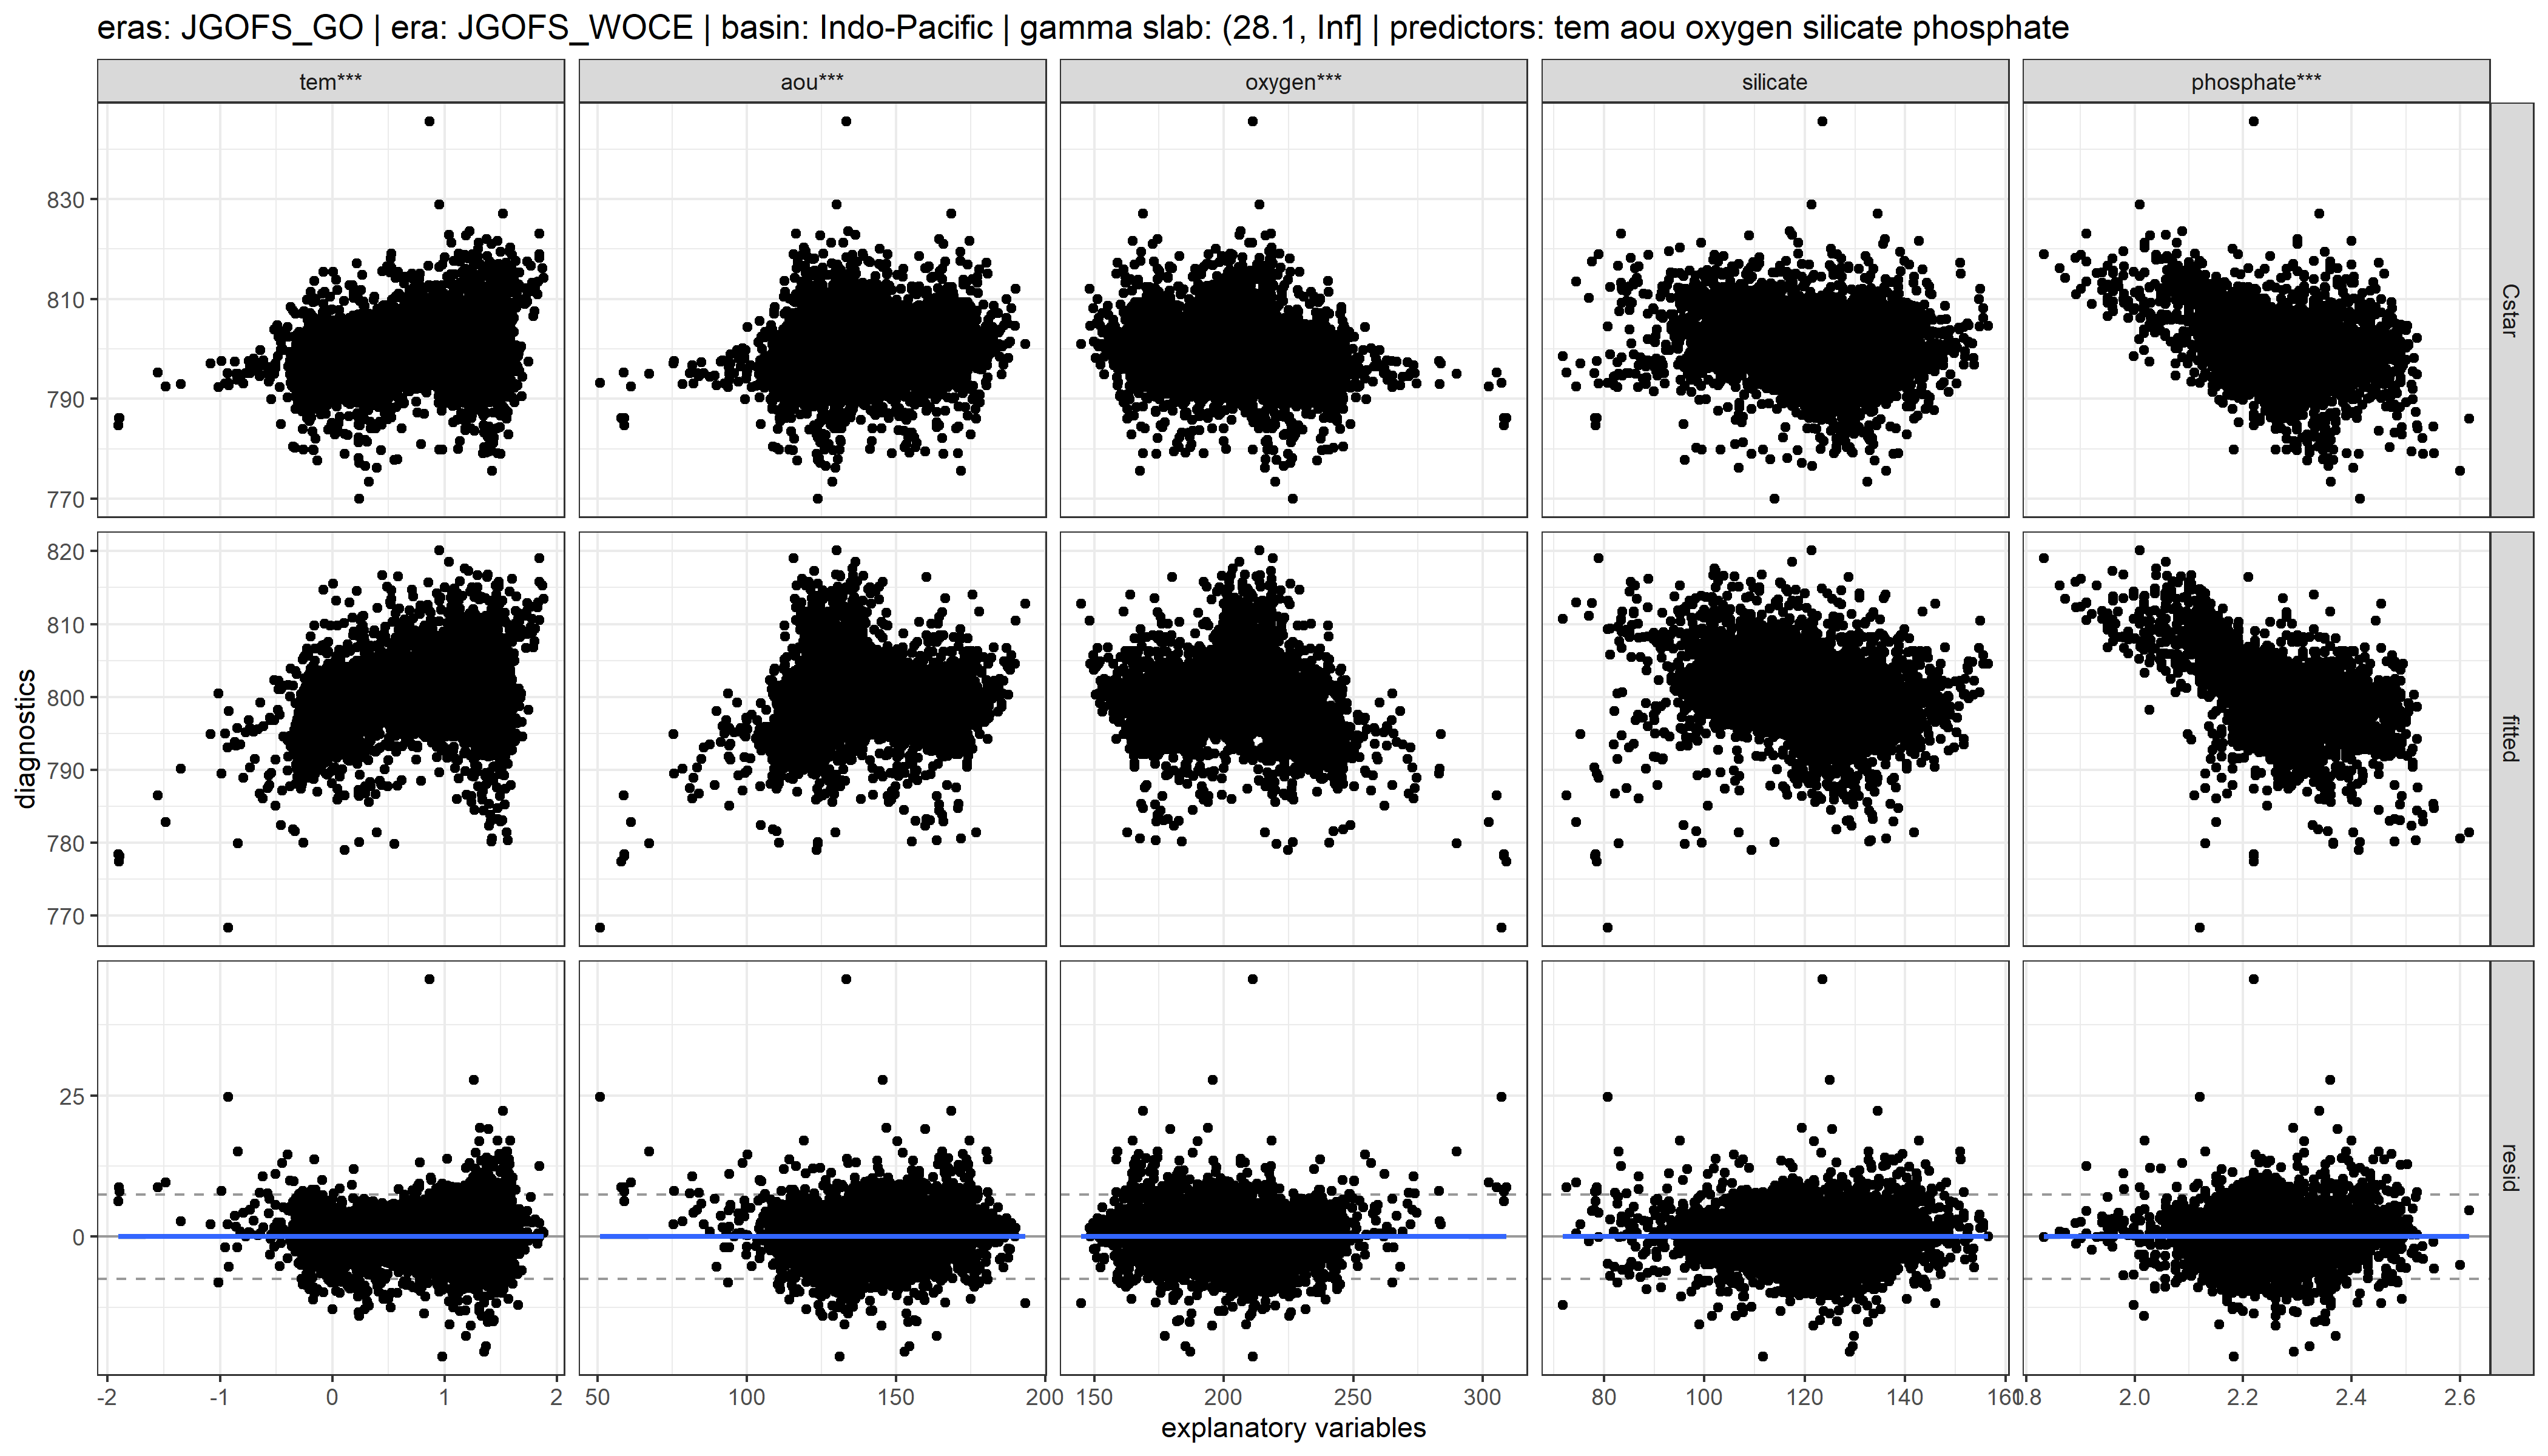 eras: JGOFS_GO | era: JGOFS_WOCE | basin: Indo-Pacific | gamma slab: (28.1, Inf] | predictors: tem aou oxygen silicate phosphate
tem*** aou*** oxygen*** silicate phosphate***
830
810
790
770
Cstar
820
810
800
790
780
770
fitted
diagnostics
25
0
resid
-2 -1 0 1 2
50 100 150 200
150 200 250 300
80 100 120 140 160
1.8 2.0 2.2 2.4 2.6
explanatory variables